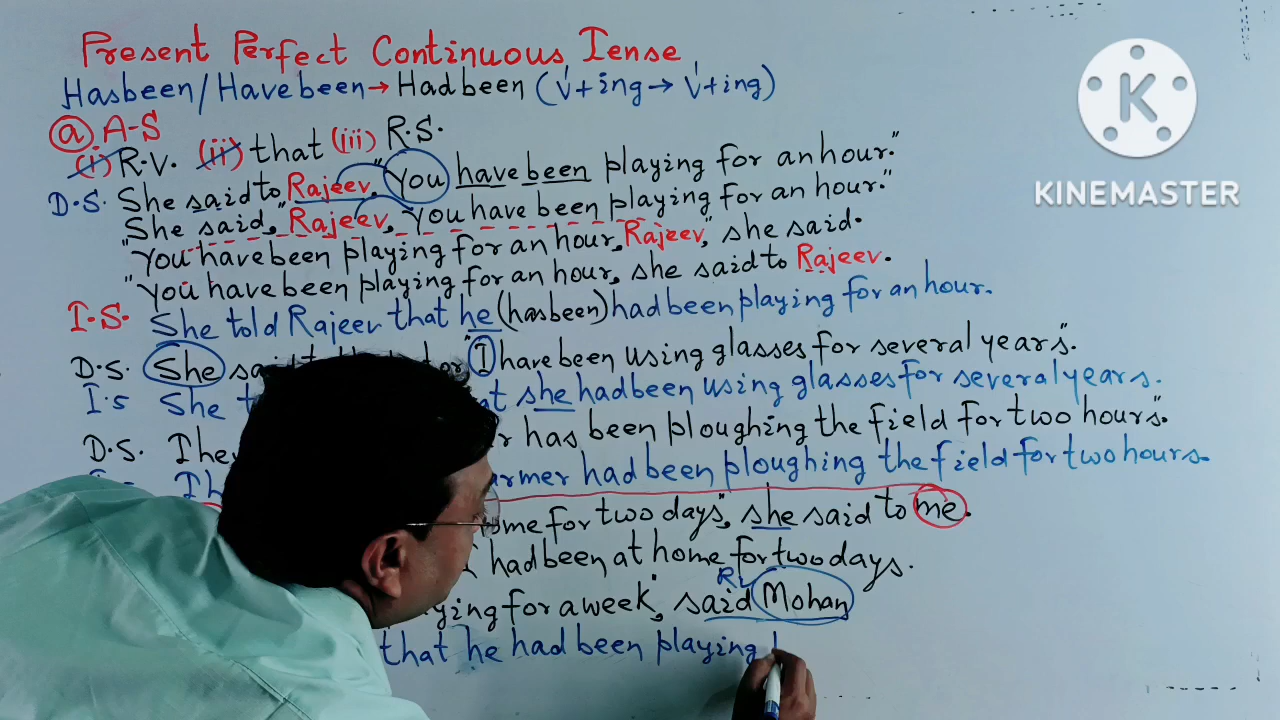 Present Perfect Continuous Tense
Hasbeen/Havebeen→Hadbeen (V'+ing→V'+ing)
(a) A-S
(i) R.V. (ii) that (iii) R.S.
D.S. She said to Rajeev, "You have been playing for an hour."
She said, "Rajeev, you have been playing for an hour."
"You have been playing for an hour, Rajeev", she said.
"You have been playing for an hour, she said to Rajeev.
I.S. She told Rajeev that he (hasbeen) had been playing for an hour.
D.S. She "I have been using glasses for several years".
I.S She she had been using glasses for several years.
D.S. has been ploughing the field for two hours".
had been ploughing the field for two hours.
for two days", she said to me.
had been at home for two days.
for a week", said Mohan
that he had been playing
K
KINEMASTER